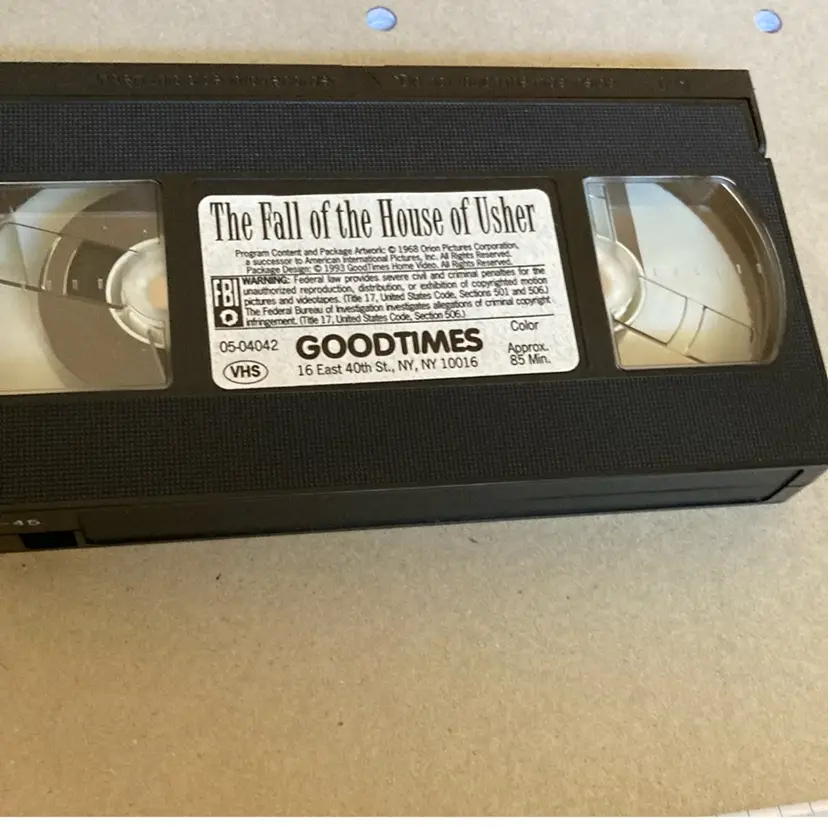 The Fall of the House of Usher
Program Content and Package Artwork: © 1968 Orion Pictures Corporation,
a successor to American International Pictures, Inc. All Rights Reserved.
Package Design: © 1993 GoodTimes Home Video. All Rights Reserved.
FBI
WARNING: Federal law provides severe civil and criminal penalties for the
unauthorized reproduction, distribution, or exhibition of copyrighted motion
pictures and videotapes. (Title 17, United States Code, Sections 501 and 506.)
The Federal Bureau of Investigation investigates allegations of criminal copyright
infringement. (Title 17, United States Code, Section 506.)
05-04042
GOODTIMES
Color
VHS
16 East 40th St., NY, NY 10016
Approx.
85 Min.
-45